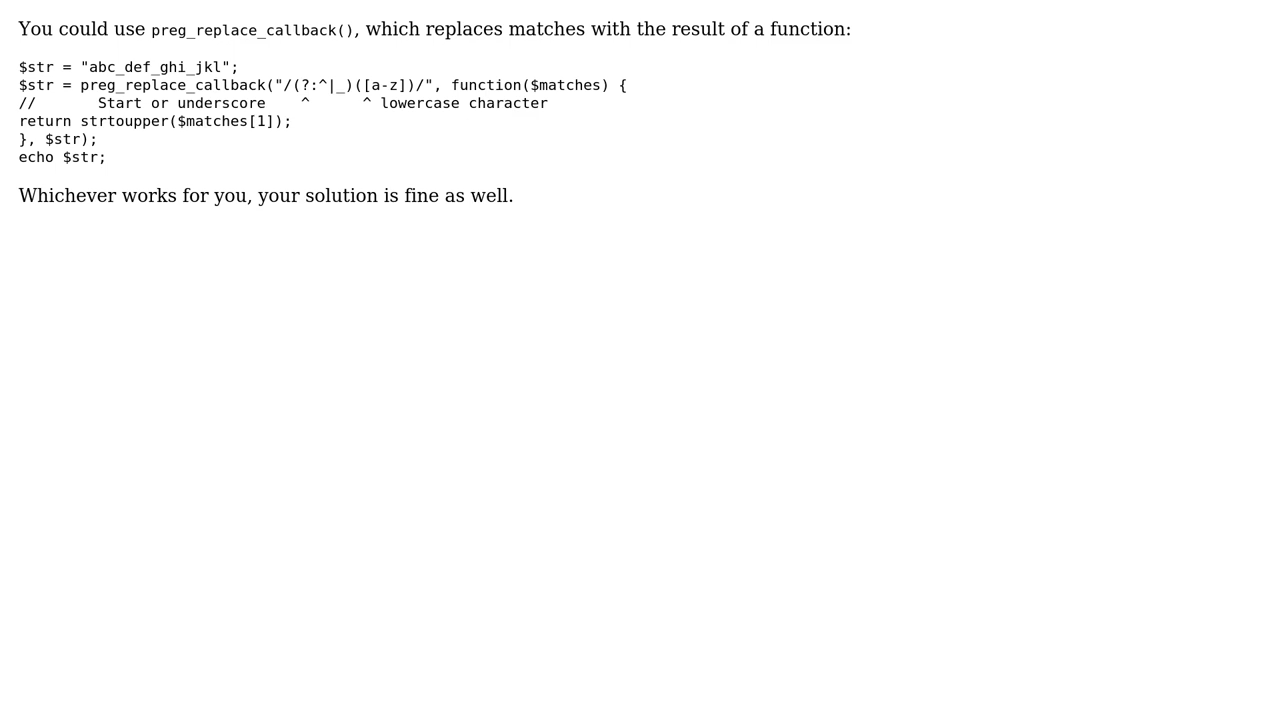 You could use preg_replace_callback(), which replaces matches with the result of a function:
$str = "abc_def_ghi_jkl";
$str = preg_replace_callback("/(?:^|_)([a-z])/", function($matches) {
//       Start or underscore    ^      ^ lowercase character
return strtoupper($matches[1]);
}, $str);
echo $str;
Whichever works for you, your solution is fine as well.